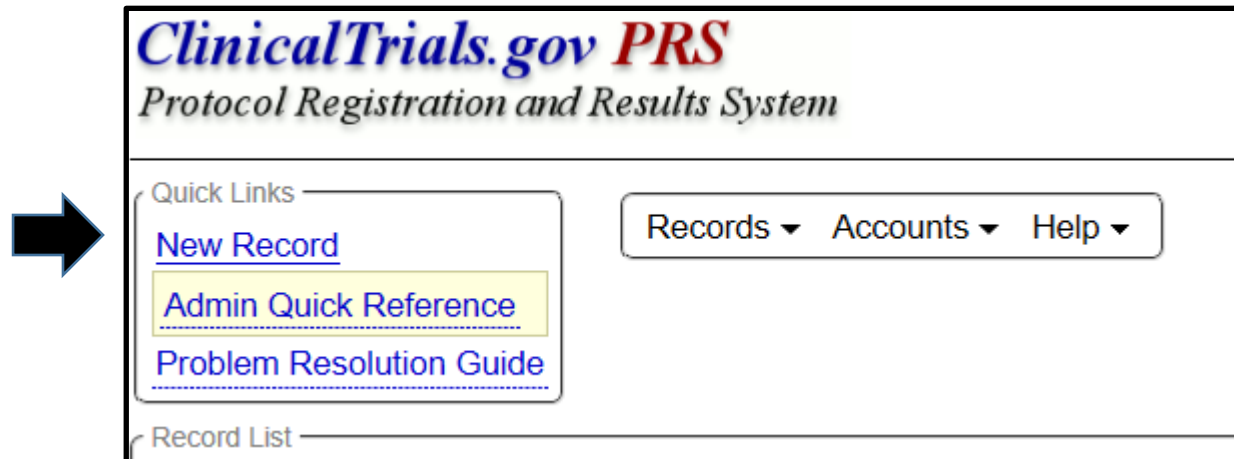 ClinicalTrials.gov PRS
Protocol Registration and Results System
Quick Links
New Record
Admin Quick Reference
Problem Resolution Guide
Records Accounts Help
Record List